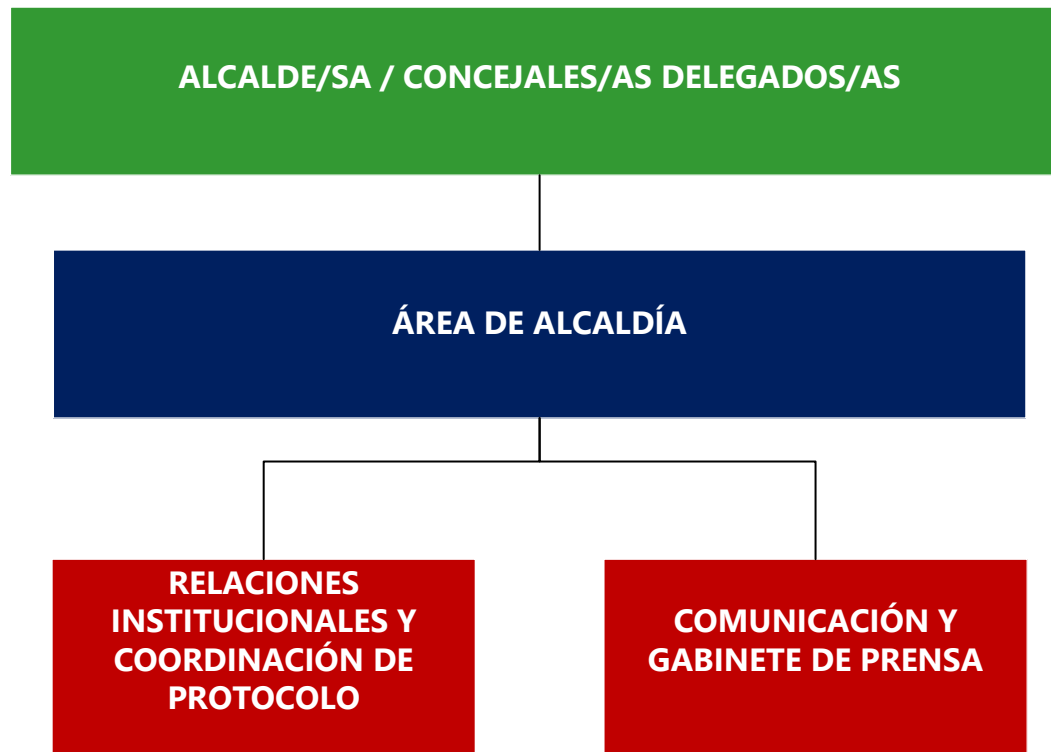 ALCALDE/SA / CONCEJALES/AS DELEGADOS/AS
ÁREA DE ALCALDÍA
RELACIONES
INSTITUCIONALES Y
COORDINACIÓN DE
PROTOCOLO
COMUNICACIÓN Y
GABINETE DE PRENSA